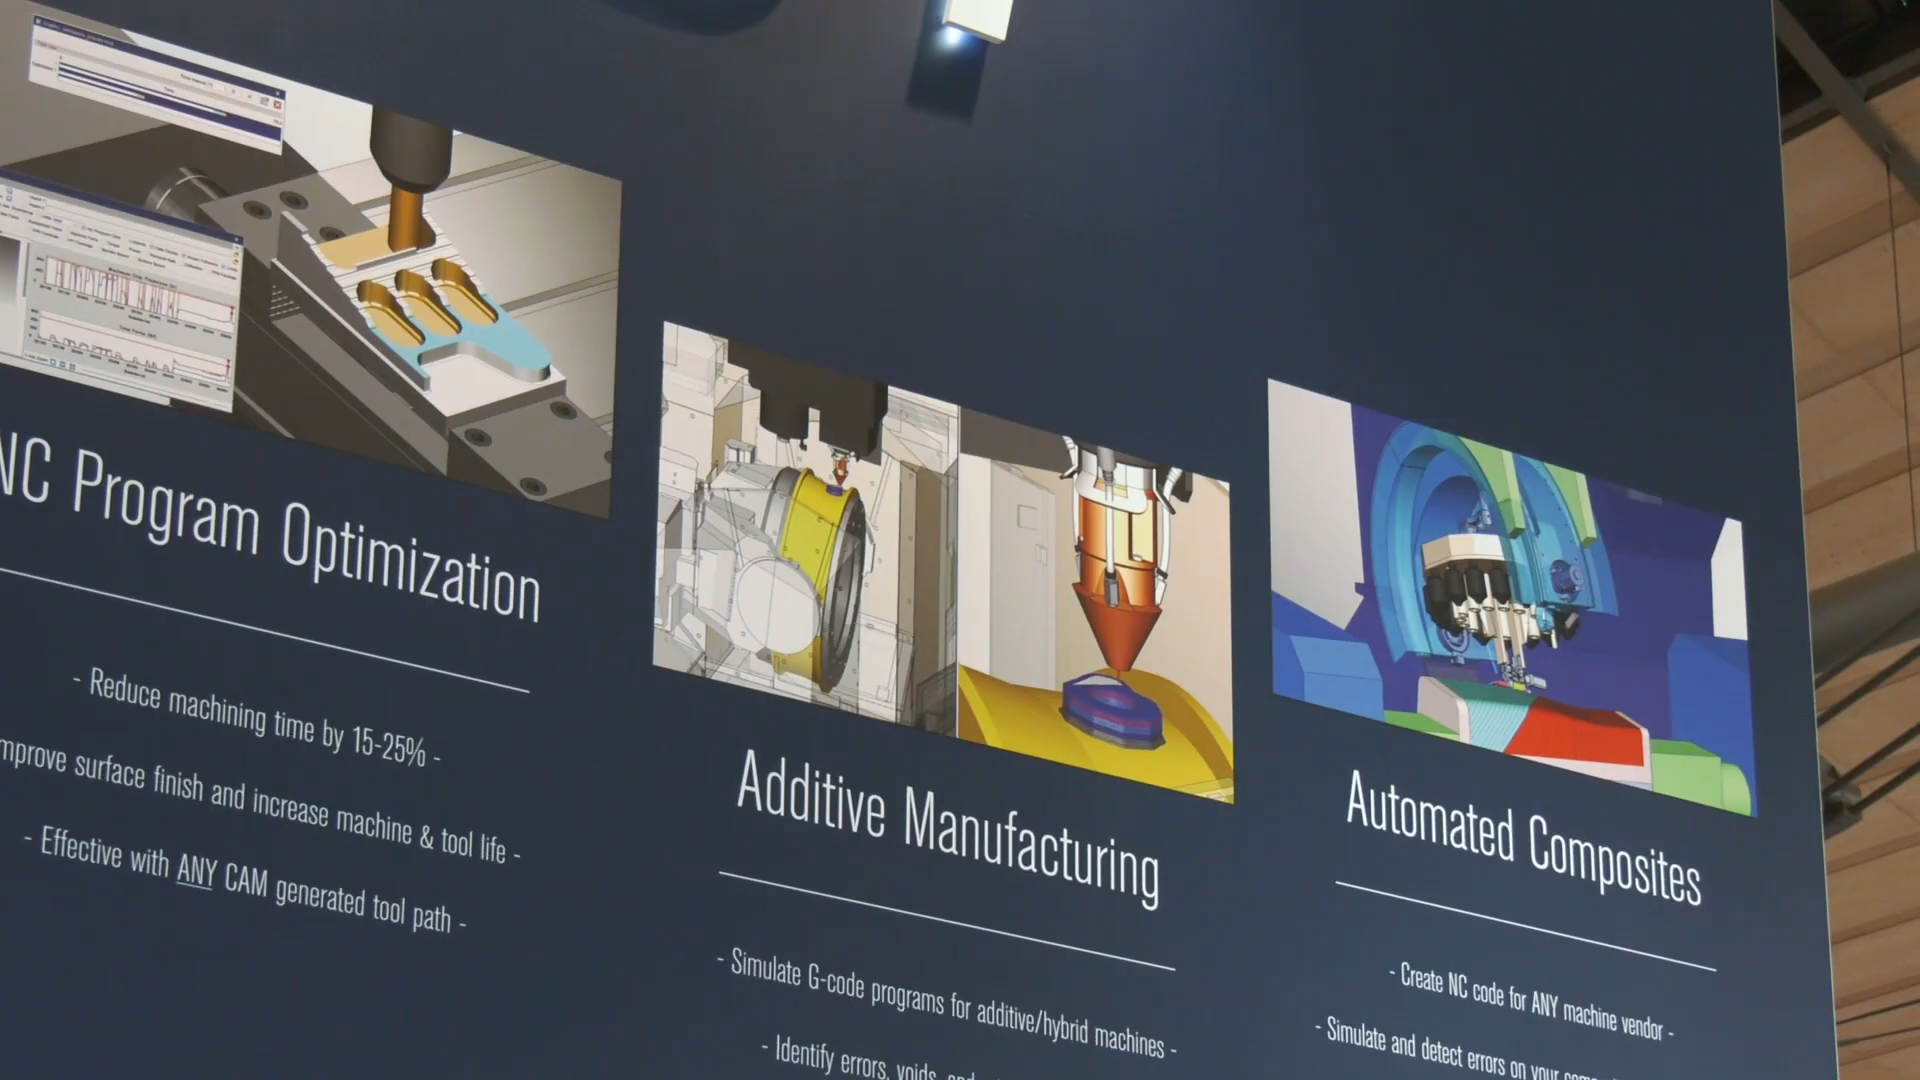 NC Program Optimization
- Reduce machining time by 15-25% -
mprove surface finish and increase machine & tool life -
- Effective with ANY CAM generated tool path -
Additive Manufacturing
- Simulate G-code programs for additive/hybrid machines -
- Identify errors, voids, and
Automated Composites
- Create NC code for ANY machine vendor -
- Simulate and detect errors on your